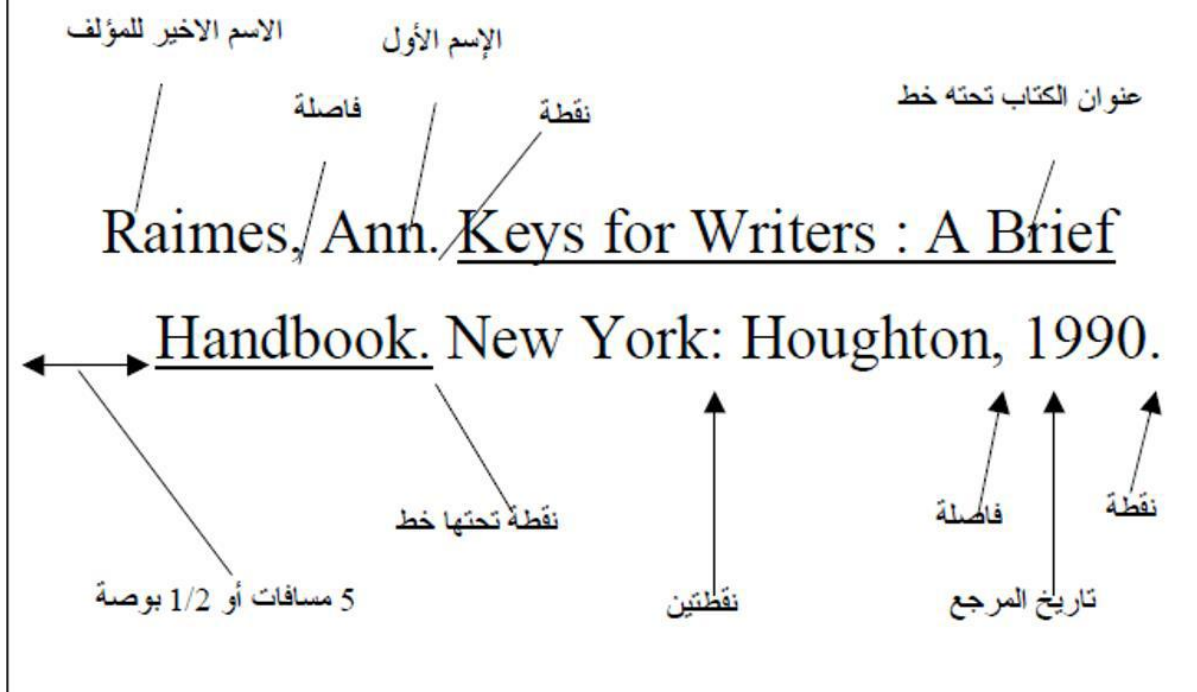 الاسم الاخير للمؤلف
الإسم الأول
فاصلة
نقطة
عنوان الكتاب تحته خط
Raimes, Ann. Keys for Writers : A Brief
Handbook. New York: Houghton, 1990.
نقطة تحتها خط
فاصلة
نقطة
5 مسافات أو 1/2 بوصة
نقطتين
تاريخ المرجع